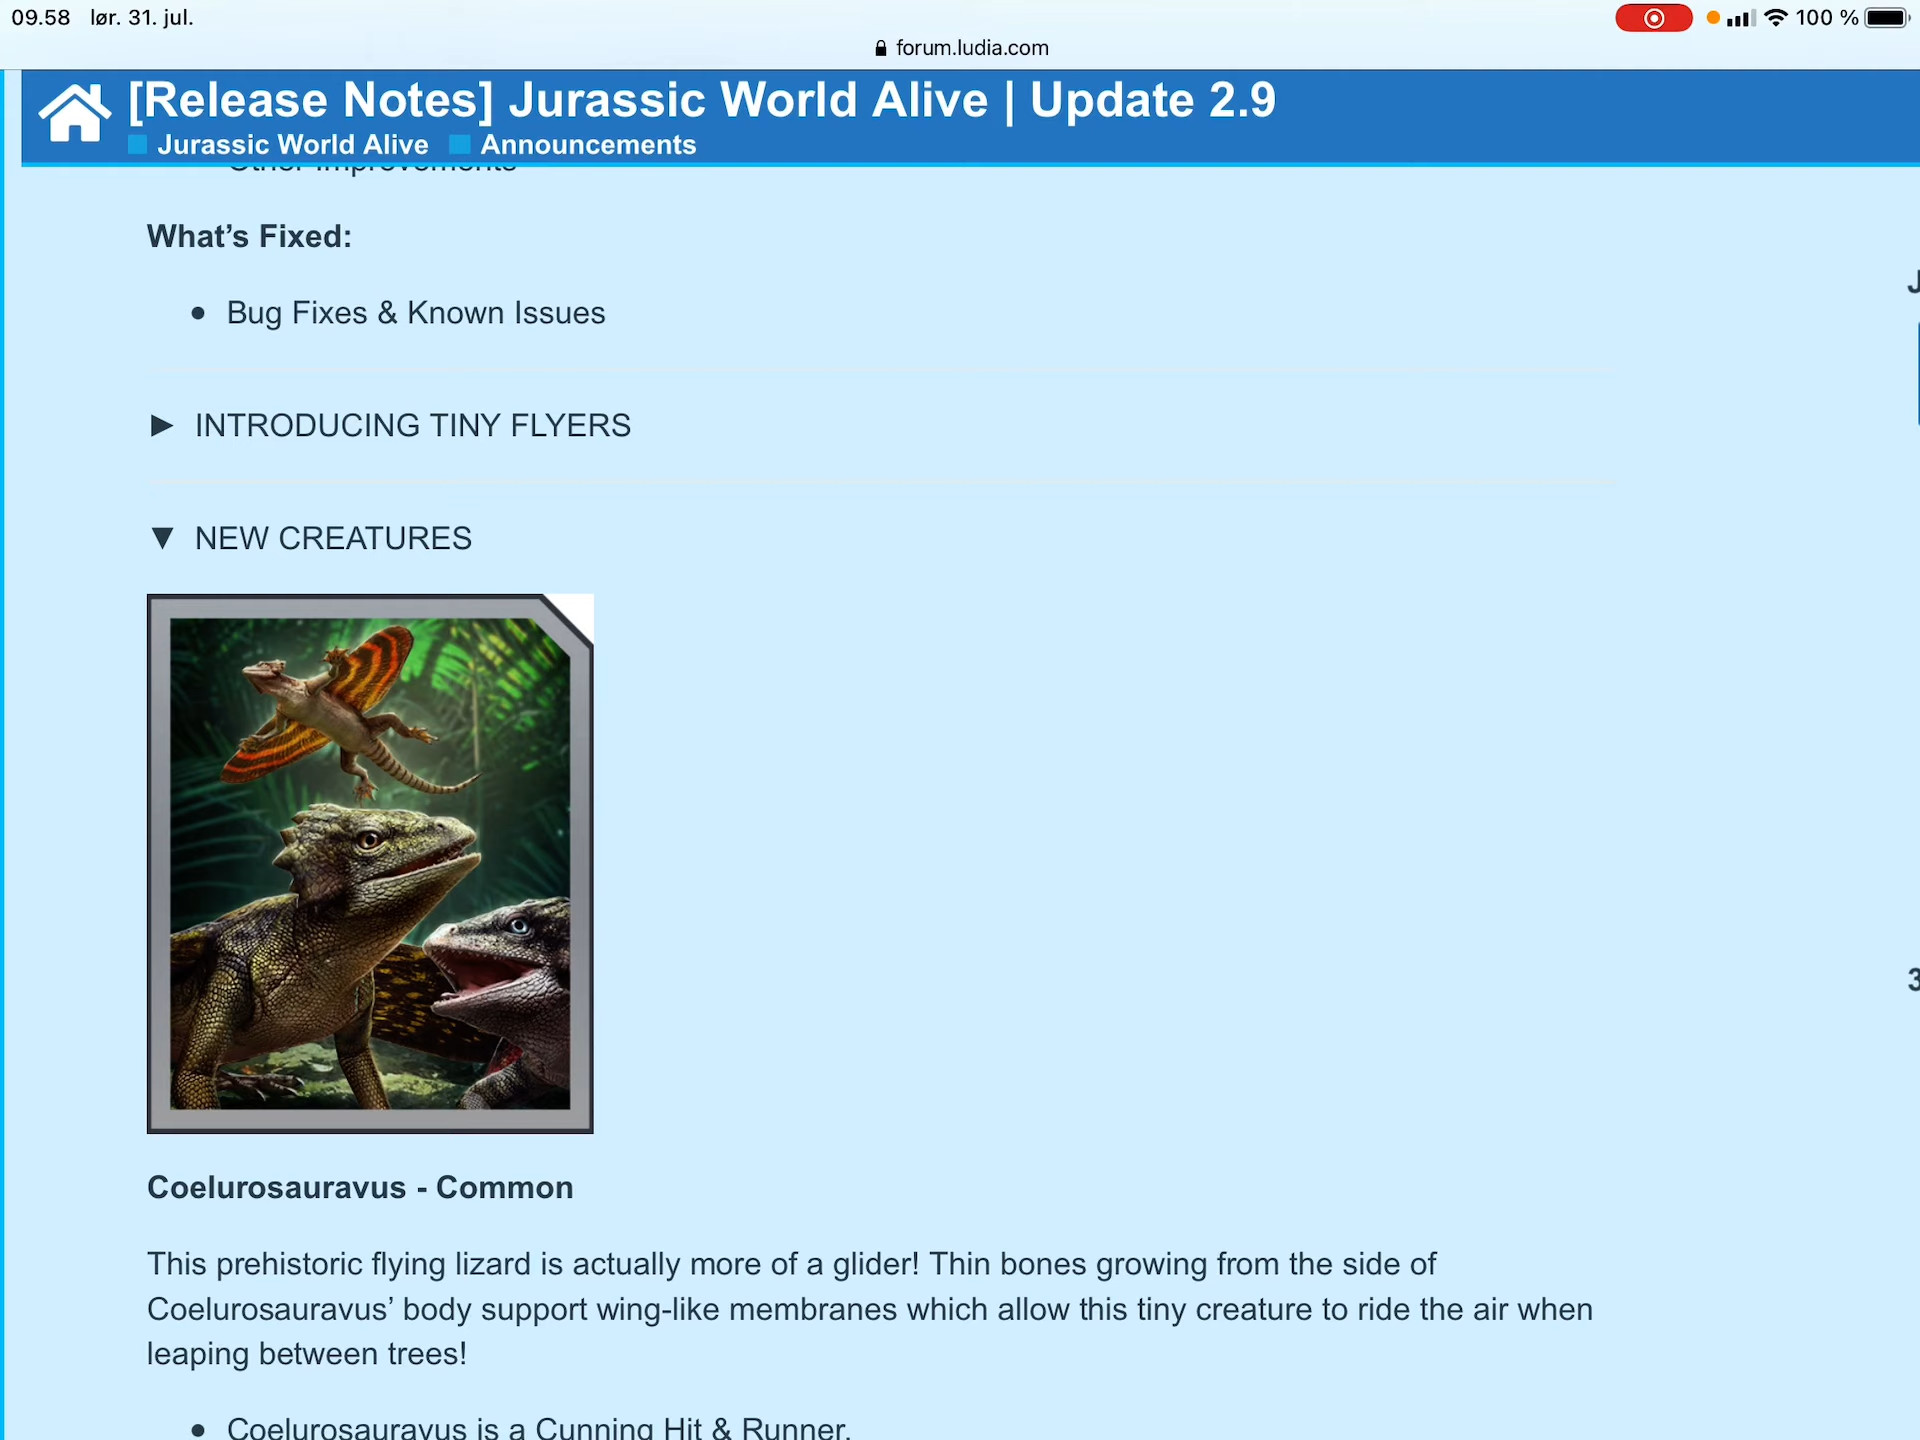 09.58 lør. 31. jul.
100 %
forum.ludia.com
[Release Notes] Jurassic World Alive | Update 2.9
Jurassic World Alive Announcements
Other Improvements
What’s Fixed:
Bug Fixes & Known Issues
INTRODUCING TINY FLYERS
NEW CREATURES
Coelurosauravus - Common
This prehistoric flying lizard is actually more of a glider! Thin bones growing from the side of
Coelurosauravus’ body support wing-like membranes which allow this tiny creature to ride the air when
leaping between trees!
Coelurosauravus is a Cunning Hit & Runner.